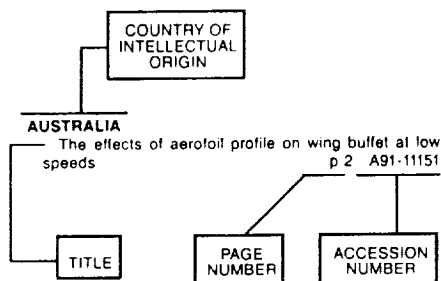 COUNTRY OF
INTELLECTUAL
ORIGIN
AUSTRALIA
The effects of aerofoil profile on wing buffet at low
speeds p 2 A91-11151
TITLE
PAGE
NUMBER
ACCESSION
NUMBER